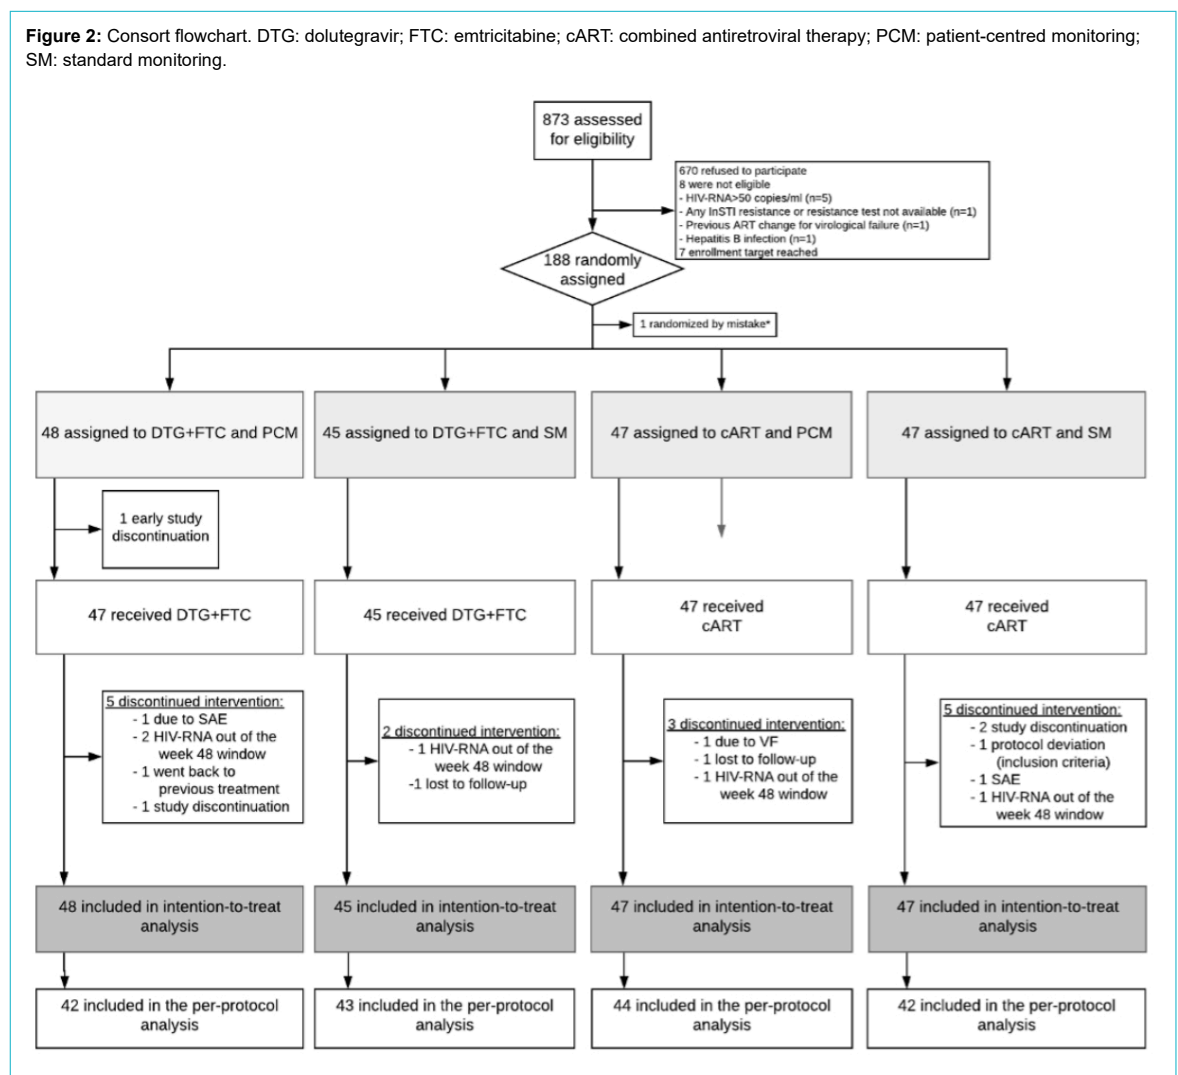 Figure 2: Consort flowchart. DTG: dolutegravir; FTC: emtricitabine; cART: combined antiretroviral therapy; PCM: patient-centred monitoring;
SM: standard monitoring.
873 assessed
for eligibility
670 refused to participate
8 were not eligible
- HIV-RNA>50 copies/ml (n=5)
- Any InSTI resistance or resistance test not available (n=1)
- Previous ART change for virological failure (n=1)
- Hepatitis B infection (n=1)
7 enrollment target reached
188 randomly
assigned
1 randomized by mistake*
48 assigned to DTG+FTC and PCM
45 assigned to DTG+FTC and SM
47 assigned to cART and PCM
47 assigned to cART and SM
1 early study
discontinuation
47 received DTG+FTC
45 received DTG+FTC
47 received
cART
47 received
cART
5 discontinued intervention:
- 1 due to SAE
- 2 HIV-RNA out of the
week 48 window
- 1 went back to
previous treatment
- 1 study discontinuation
2 discontinued intervention:
- 1 HIV-RNA out of the
week 48 window
-1 lost to follow-up
3 discontinued intervention:
- 1 due to VF
- 1 lost to follow-up
- 1 HIV-RNA out of the
week 48 window
5 discontinued intervention:
- 2 study discontinuation
- 1 protocol deviation
(inclusion criteria)
- 1 SAE
- 1 HIV-RNA out of the
week 48 window
48 included in intention-to-treat
analysis
45 included in intention-to-treat
analysis
47 included in intention-to-treat
analysis
47 included in intention-to-treat
analysis
42 included in the per-protocol
analysis
43 included in the per-protocol
analysis
44 included in the per-protocol
analysis
42 included in the per-protocol
analysis